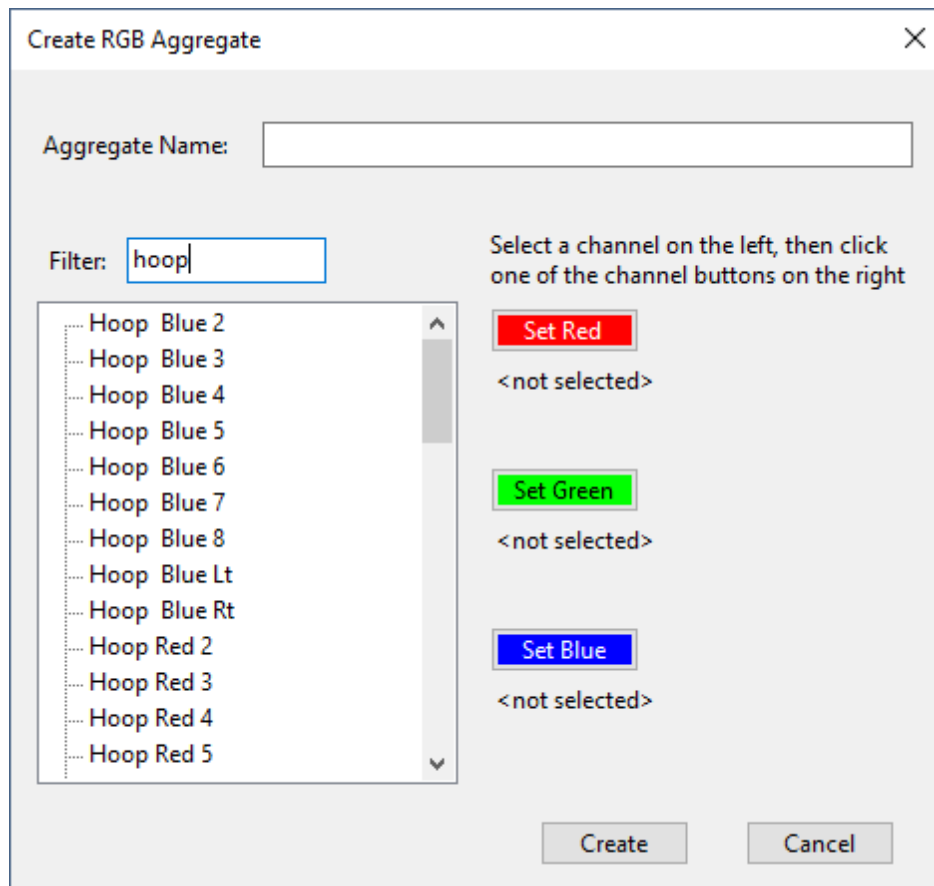 Create RGB Aggregate
Aggregate Name:
Filter: hoop
Select a channel on the left, then click
one of the channel buttons on the right
Hoop  Blue 2
Hoop  Blue 3
Hoop  Blue 4
Hoop  Blue 5
Hoop  Blue 6
Hoop  Blue 7
Hoop  Blue 8
Hoop  Blue Lt
Hoop  Blue Rt
Hoop Red 2
Hoop Red 3
Hoop Red 4
Hoop Red 5
Set Red
<not selected>
Set Green
<not selected>
Set Blue
<not selected>
Create
Cancel